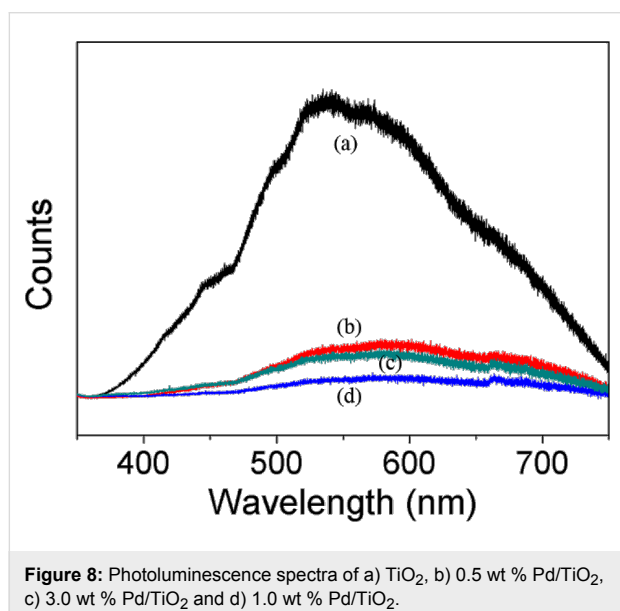 Counts
(a)
(b)
(c)
(d)
400 500 600 700
Wavelength (nm)
Figure 8: Photoluminescence spectra of a) TiO₂, b) 0.5 wt % Pd/TiO₂,
c) 3.0 wt % Pd/TiO₂ and d) 1.0 wt % Pd/TiO₂.